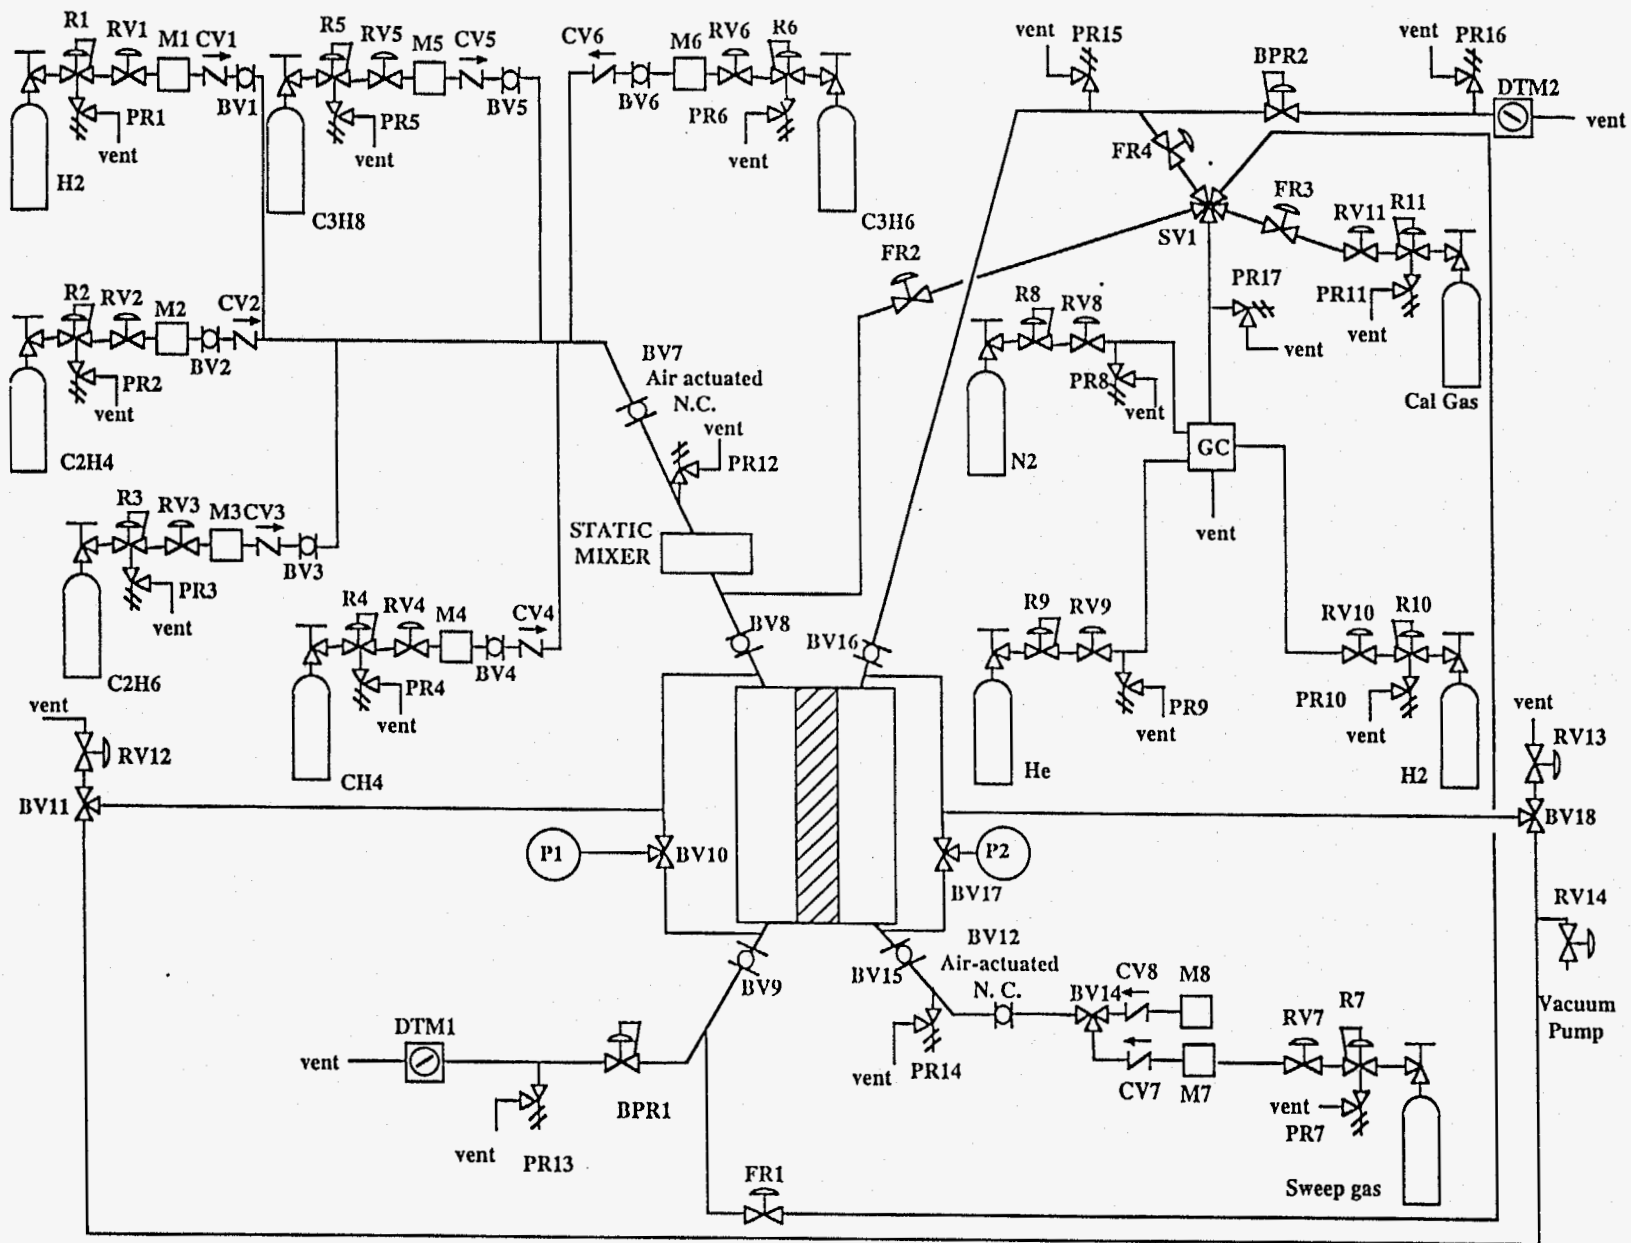 R1 RV1 M1 CV1
PR1
vent
BV1
H2
R5 RV5 M5 CV5
PR5
vent
BV5
C3H8
CV6 M6 RV6 R6
BV6
PR6
vent
C3H6
vent PR15
vent PR16
BPR2
DTM2
vent
FR4
SV1
FR3
RV11 R11
PR11
vent
Cal Gas
FR2
PR17
vent
R2 RV2 M2 CV2
BV2
PR2
vent
C2H4
BV7
Air actuated
N.C.
vent
PR12
R8 RV8
PR8
vent
N2
GC
vent
R3 RV3 M3 CV3
BV3
PR3
vent
C2H6
STATIC
MIXER
R4 RV4 M4 CV4
BV4
PR4
vent
CH4
BV8
BV16
R9 RV9
PR9
vent
He
RV10 R10
PR10
vent
H2
vent
RV12
BV11
vent
RV13
BV18
P1
BV10
P2
BV17
RV14
Vacuum
Pump
BV9
BV15
BV12
Air-actuated
N. C.
BV14
CV8 M8
CV7 M7
RV7 R7
vent
PR7
Sweep gas
vent
PR14
DTM1
vent
BPR1
vent
PR13
FR1